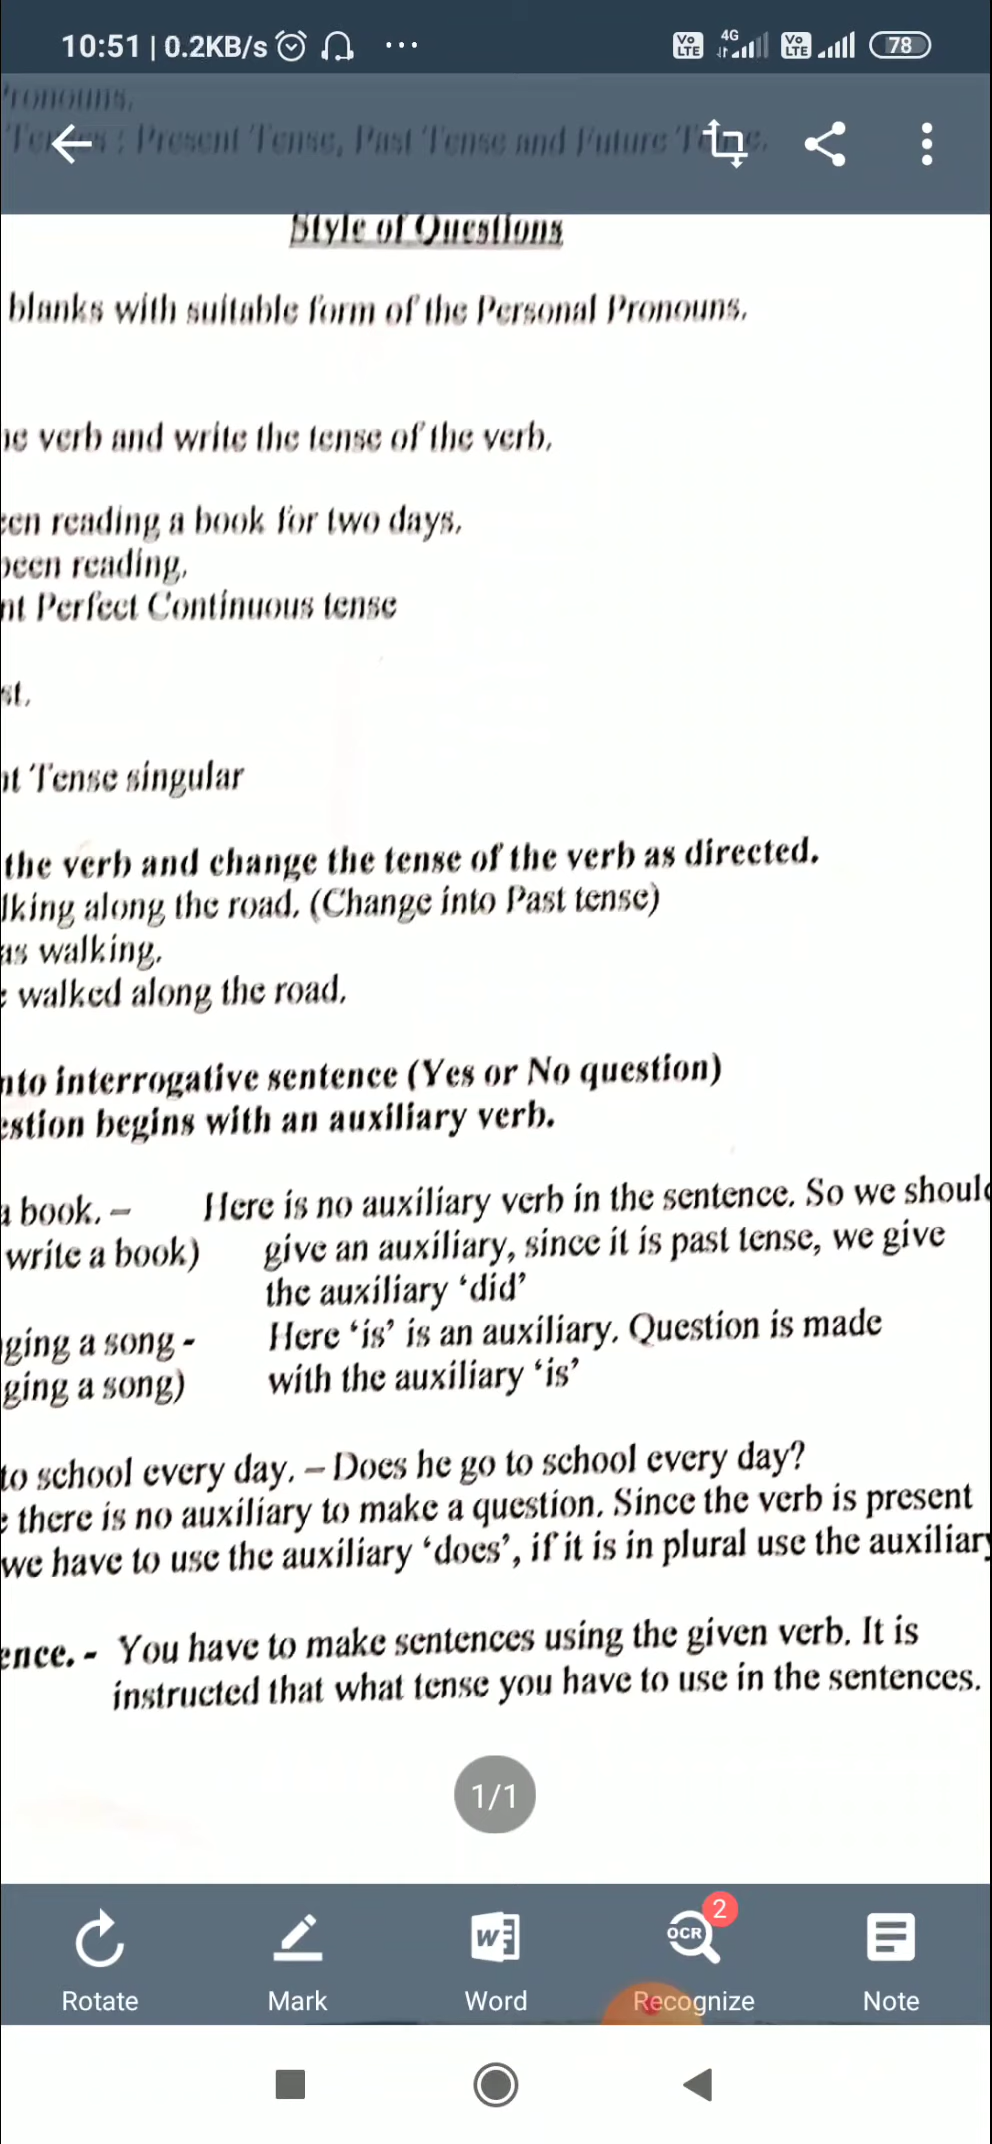 10:51 | 0.2KB/s ... Vo LTE 4G Vo LTE 78
Pronouns.
Tenses : Present Tense, Past Tense and Future Tense.
Style of Questions
blanks with suitable form of the Personal Pronouns.
he verb and write the tense of the verb.
een reading a book for two days.
been reading.
nt Perfect Continuous tense
st.
nt Tense singular
the verb and change the tense of the verb as directed.
lking along the road. (Change into Past tense)
as walking.
e walked along the road.
nto interrogative sentence (Yes or No question)
estion begins with an auxiliary verb.
a book. – Here is no auxiliary verb in the sentence. So we should
write a book) give an auxiliary, since it is past tense, we give
the auxiliary ‘did’
ging a song - Here ‘is’ is an auxiliary. Question is made
ging a song) with the auxiliary ‘is’
to school every day. – Does he go to school every day?
e there is no auxiliary to make a question. Since the verb is present
we have to use the auxiliary ‘does’, if it is in plural use the auxiliary
ence. - You have to make sentences using the given verb. It is
instructed that what tense you have to use in the sentences.
1/1
W OCR 2
Rotate Mark Word Recognize Note